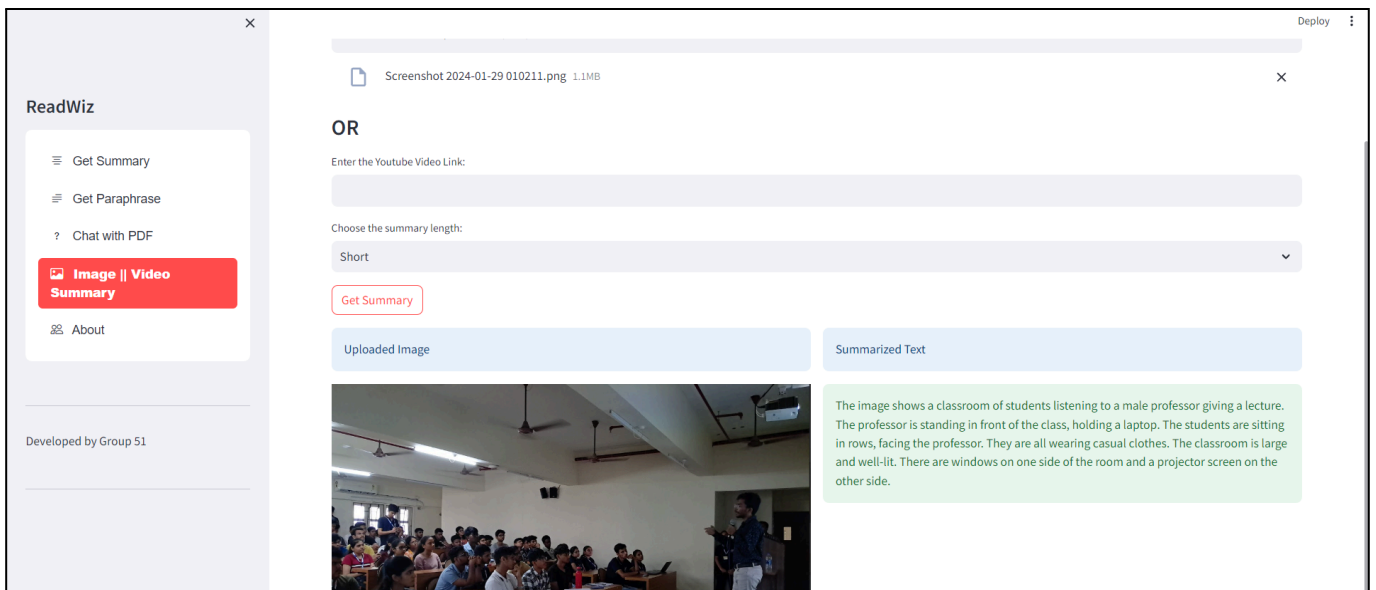 Deploy
Screenshot 2024-01-29 010211.png 1.1MB
ReadWiz
Get Summary
Get Paraphrase
? Chat with PDF
Image || Video
Summary
About
Developed by Group 51
OR
Enter the Youtube Video Link:
Choose the summary length:
Short
Get Summary
Uploaded Image
Summarized Text
The image shows a classroom of students listening to a male professor giving a lecture.
The professor is standing in front of the class, holding a laptop. The students are sitting
in rows, facing the professor. They are all wearing casual clothes. The classroom is large
and well-lit. There are windows on one side of the room and a projector screen on the
other side.